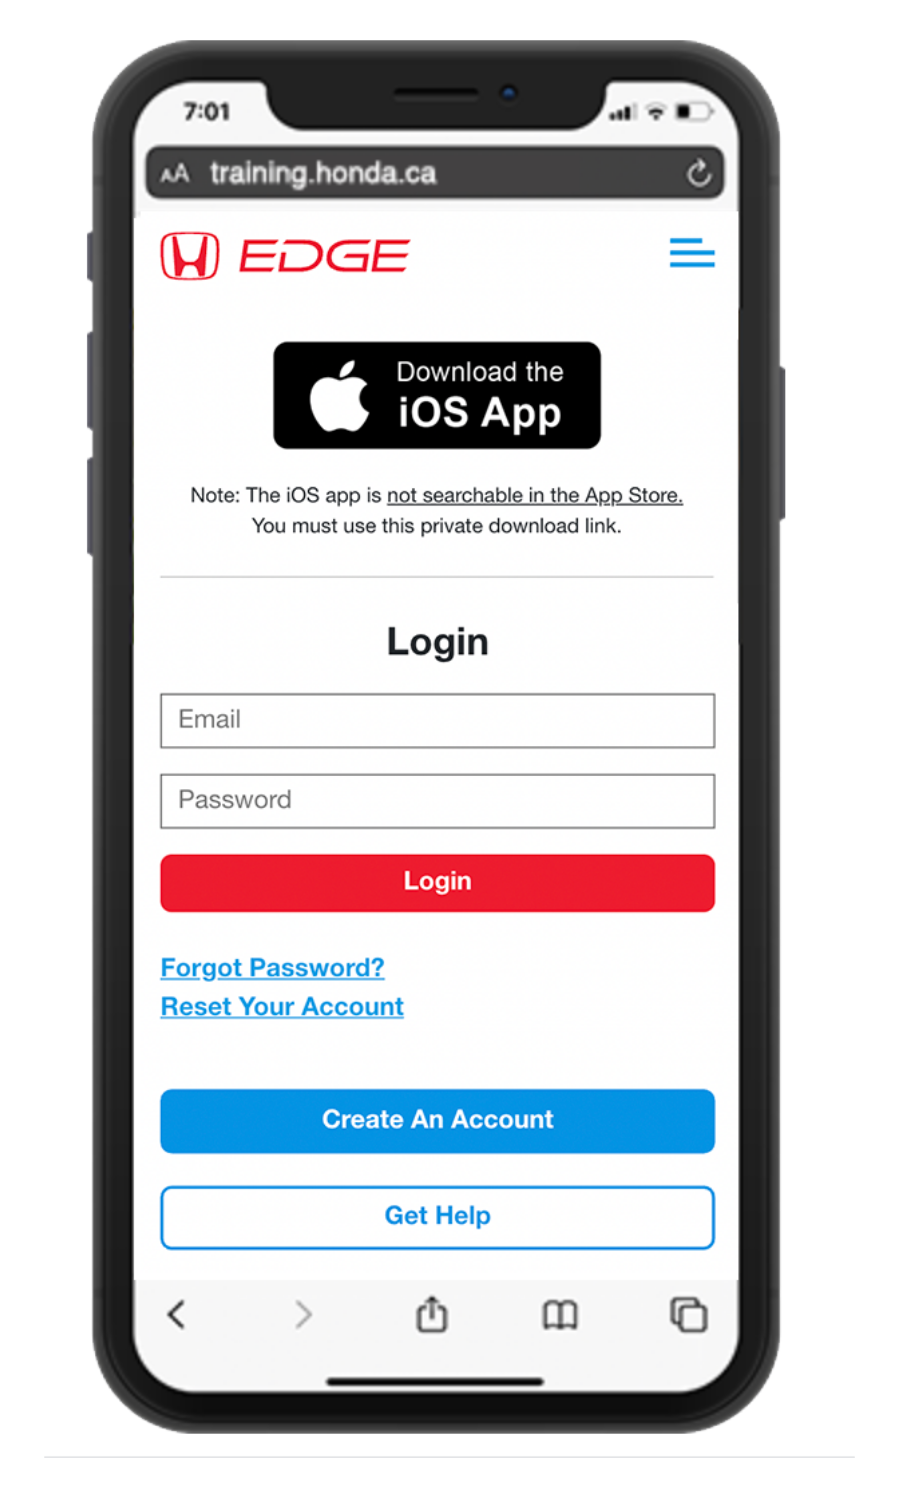 7:01
AA training.honda.ca
EDGE
Download the
iOS App
Note: The iOS app is not searchable in the App Store.
You must use this private download link.
Login
Email
Password
Login
Forgot Password?
Reset Your Account
Create An Account
Get Help